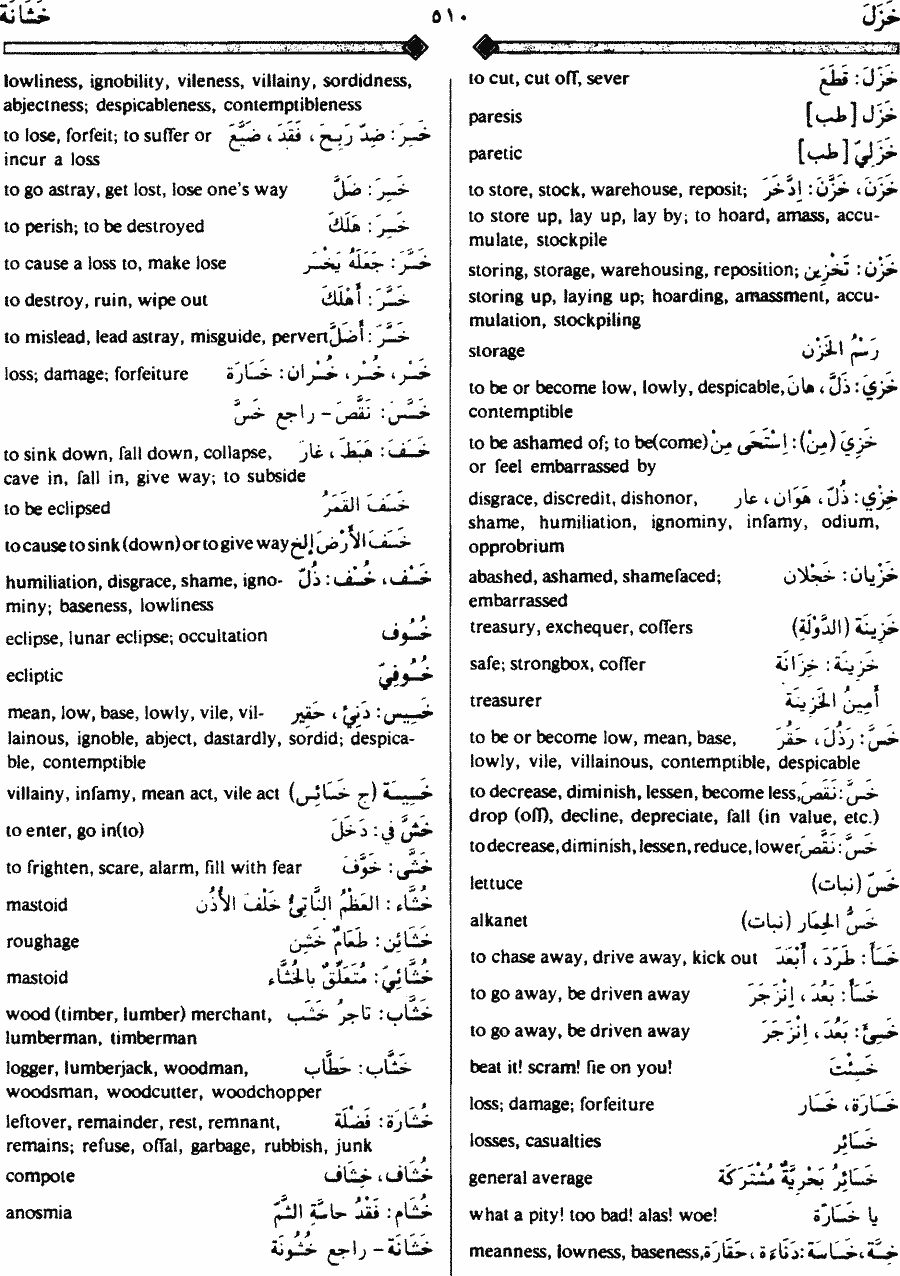 خَزَلَ ٥١٠ خَشَانَة
خَزَلَ : قَطَعَ to cut, cut off, sever
خَزَل [طب] paresis
خَزَلِيّ [طب] paretic
خَزَنَ ، خَزَّنَ : اِدَّخَرَ to store, stock, warehouse, reposit;
to store up, lay up, lay by; to hoard, amass, accu-
mulate, stockpile
خَزْن : تَخْزِين storing, storage, warehousing, reposition;
storing up, laying up; hoarding, amassment, accu-
mulation, stockpiling
رَسْمُ الخَزْن storage
خَزِيَ : ذَلَّ ، هانَ to be or become low, lowly, despicable,
contemptible
خَزِيَ (مِنْ) : اِسْتَحَى مِنْ to be ashamed of; to be(come)
or feel embarrassed by
خِزْي : ذُلّ ، هَوَان ، عار disgrace, discredit, dishonor,
shame, humiliation, ignominy, infamy, odium,
opprobrium
خَزْيان : خَجْلان abashed, ashamed, shamefaced;
embarrassed
خَزِينَة (الدَّوْلَة) treasury, exchequer, coffers
خَزِينَة : خِزَانَة safe; strongbox, coffer
أَمِينُ الخَزِينَة treasurer
خَسَّ : رَذُلَ ، حَقُرَ to be or become low, mean, base,
lowly, vile, villainous, contemptible, despicable
خَسَّ : نَقَصَ to decrease, diminish, lessen, become less,
drop (off), decline, depreciate, fall (in value, etc.)
خَسَّ : نَقَّصَ to decrease, diminish, lessen, reduce, lower
خَسّ (نبات) lettuce
خَسُّ الحِمَار (نبات) alkanet
خَسَأَ : طَرَدَ ، أَبْعَدَ to chase away, drive away, kick out
خَسَأَ : بَعُدَ ، اِنْزَجَرَ to go away, be driven away
خَسِئَ : بَعُدَ ، اِنْزَجَرَ to go away, be driven away
خَسِئْتَ beat it! scram! fie on you!
خَسَارَة ، خَسَار loss; damage; forfeiture
خَسَائِر losses, casualties
خَسَائِرُ بَحْرِيَّةٌ مُشْتَرَكَة general average
يا خَسَارَة what a pity! too bad! alas! woe!
خِسَّة ، خَسَاسَة : دَنَاءَة ، حَقَارَة meanness, lowness, baseness,
lowliness, ignobility, vileness, villainy, sordidness,
abjectness; despicableness, contemptibleness
خَسِرَ : ضِدّ رَبِحَ ، فَقَدَ ، ضَيَّعَ to lose, forfeit; to suffer or
incur a loss
خَسِرَ : ضَلَّ to go astray, get lost, lose one's way
خَسِرَ : هَلَكَ to perish; to be destroyed
خَسَّرَ : جَعَلَهُ يَخْسَر to cause a loss to, make lose
خَسَّرَ : أَهْلَكَ to destroy, ruin, wipe out
خَسَّرَ : أَضَلَّ to mislead, lead astray, misguide, pervert
خَسْر ، خُسْر ، خُسْران : خَسَارَة loss; damage; forfeiture
خَسَّسَ : نَقَّصَ - راجع خَسَّ
خَسَفَ : هَبَطَ ، غارَ to sink down, fall down, collapse,
cave in, fall in, give way; to subside
خَسَفَ القَمَرُ to be eclipsed
خَسَفَ الأَرْضَ إلخ to cause to sink (down) or to give way
خَسْف ، خُسْف : ذُلّ humiliation, disgrace, shame, igno-
miny; baseness, lowliness
خُسُوف eclipse, lunar eclipse; occultation
خُسُوفِيّ ecliptic
خَسِيس : دَنِيْء ، حَقِير mean, low, base, lowly, vile, vil-
lainous, ignoble, abject, dastardly, sordid; despica-
ble, contemptible
خَسِيسَة (ج خَسَائِس) villainy, infamy, mean act, vile act
خَشَّ في : دَخَلَ to enter, go in(to)
خَشَّى : خَوَّفَ to frighten, scare, alarm, fill with fear
خُشَّاء : العَظْمُ النَّاتِئُ خَلْفَ الأُذُن mastoid
خَشَائِن : طَعَامٌ خَشِن roughage
خُشَّائِيّ : مُتَعَلِّقٌ بالخُشَّاء mastoid
خَشَّاب : تاجِرُ خَشَب wood (timber, lumber) merchant,
lumberman, timberman
خَشَّاب : حَطَّاب logger, lumberjack, woodman,
woodsman, woodcutter, woodchopper
خُشَارَة : فَضْلَة leftover, remainder, rest, remnant,
remains; refuse, offal, garbage, rubbish, junk
خُشَاف ، خِشَاف compote
خُشَام : فَقْدُ حاسَّةِ الشَّمّ anosmia
خَشَانَة - راجع خُشُونَة